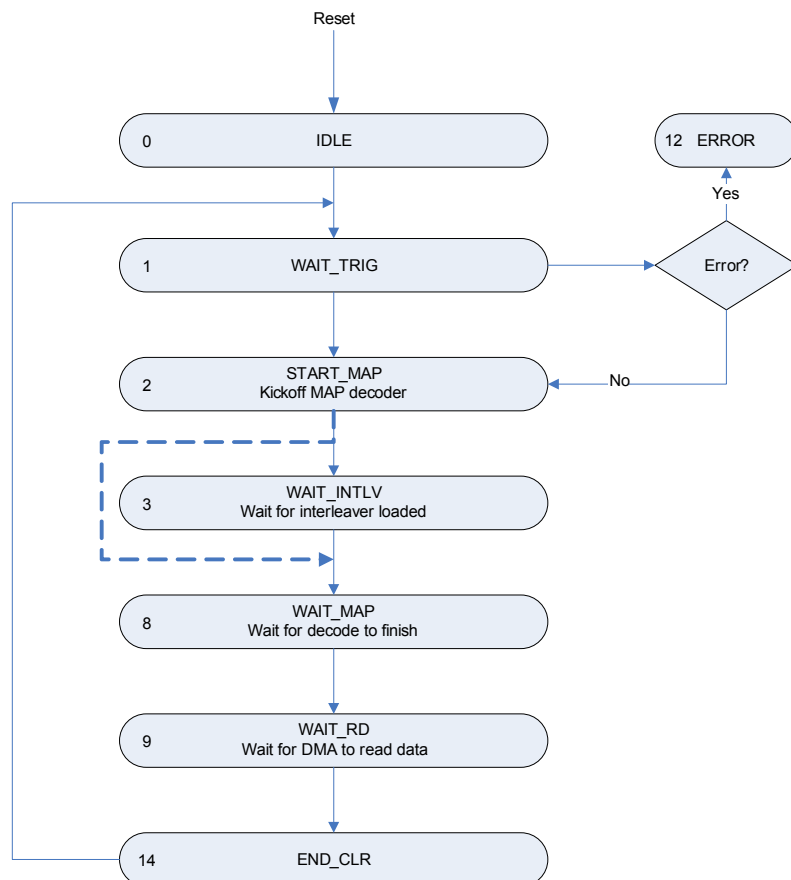 Reset
0 IDLE
12 ERROR
Yes
1 WAIT_TRIG
Error?
2 START_MAP
Kickoff MAP decoder
No
3 WAIT_INTLV
Wait for interleaver loaded
8 WAIT_MAP
Wait for decode to finish
9 WAIT_RD
Wait for DMA to read data
14 END_CLR